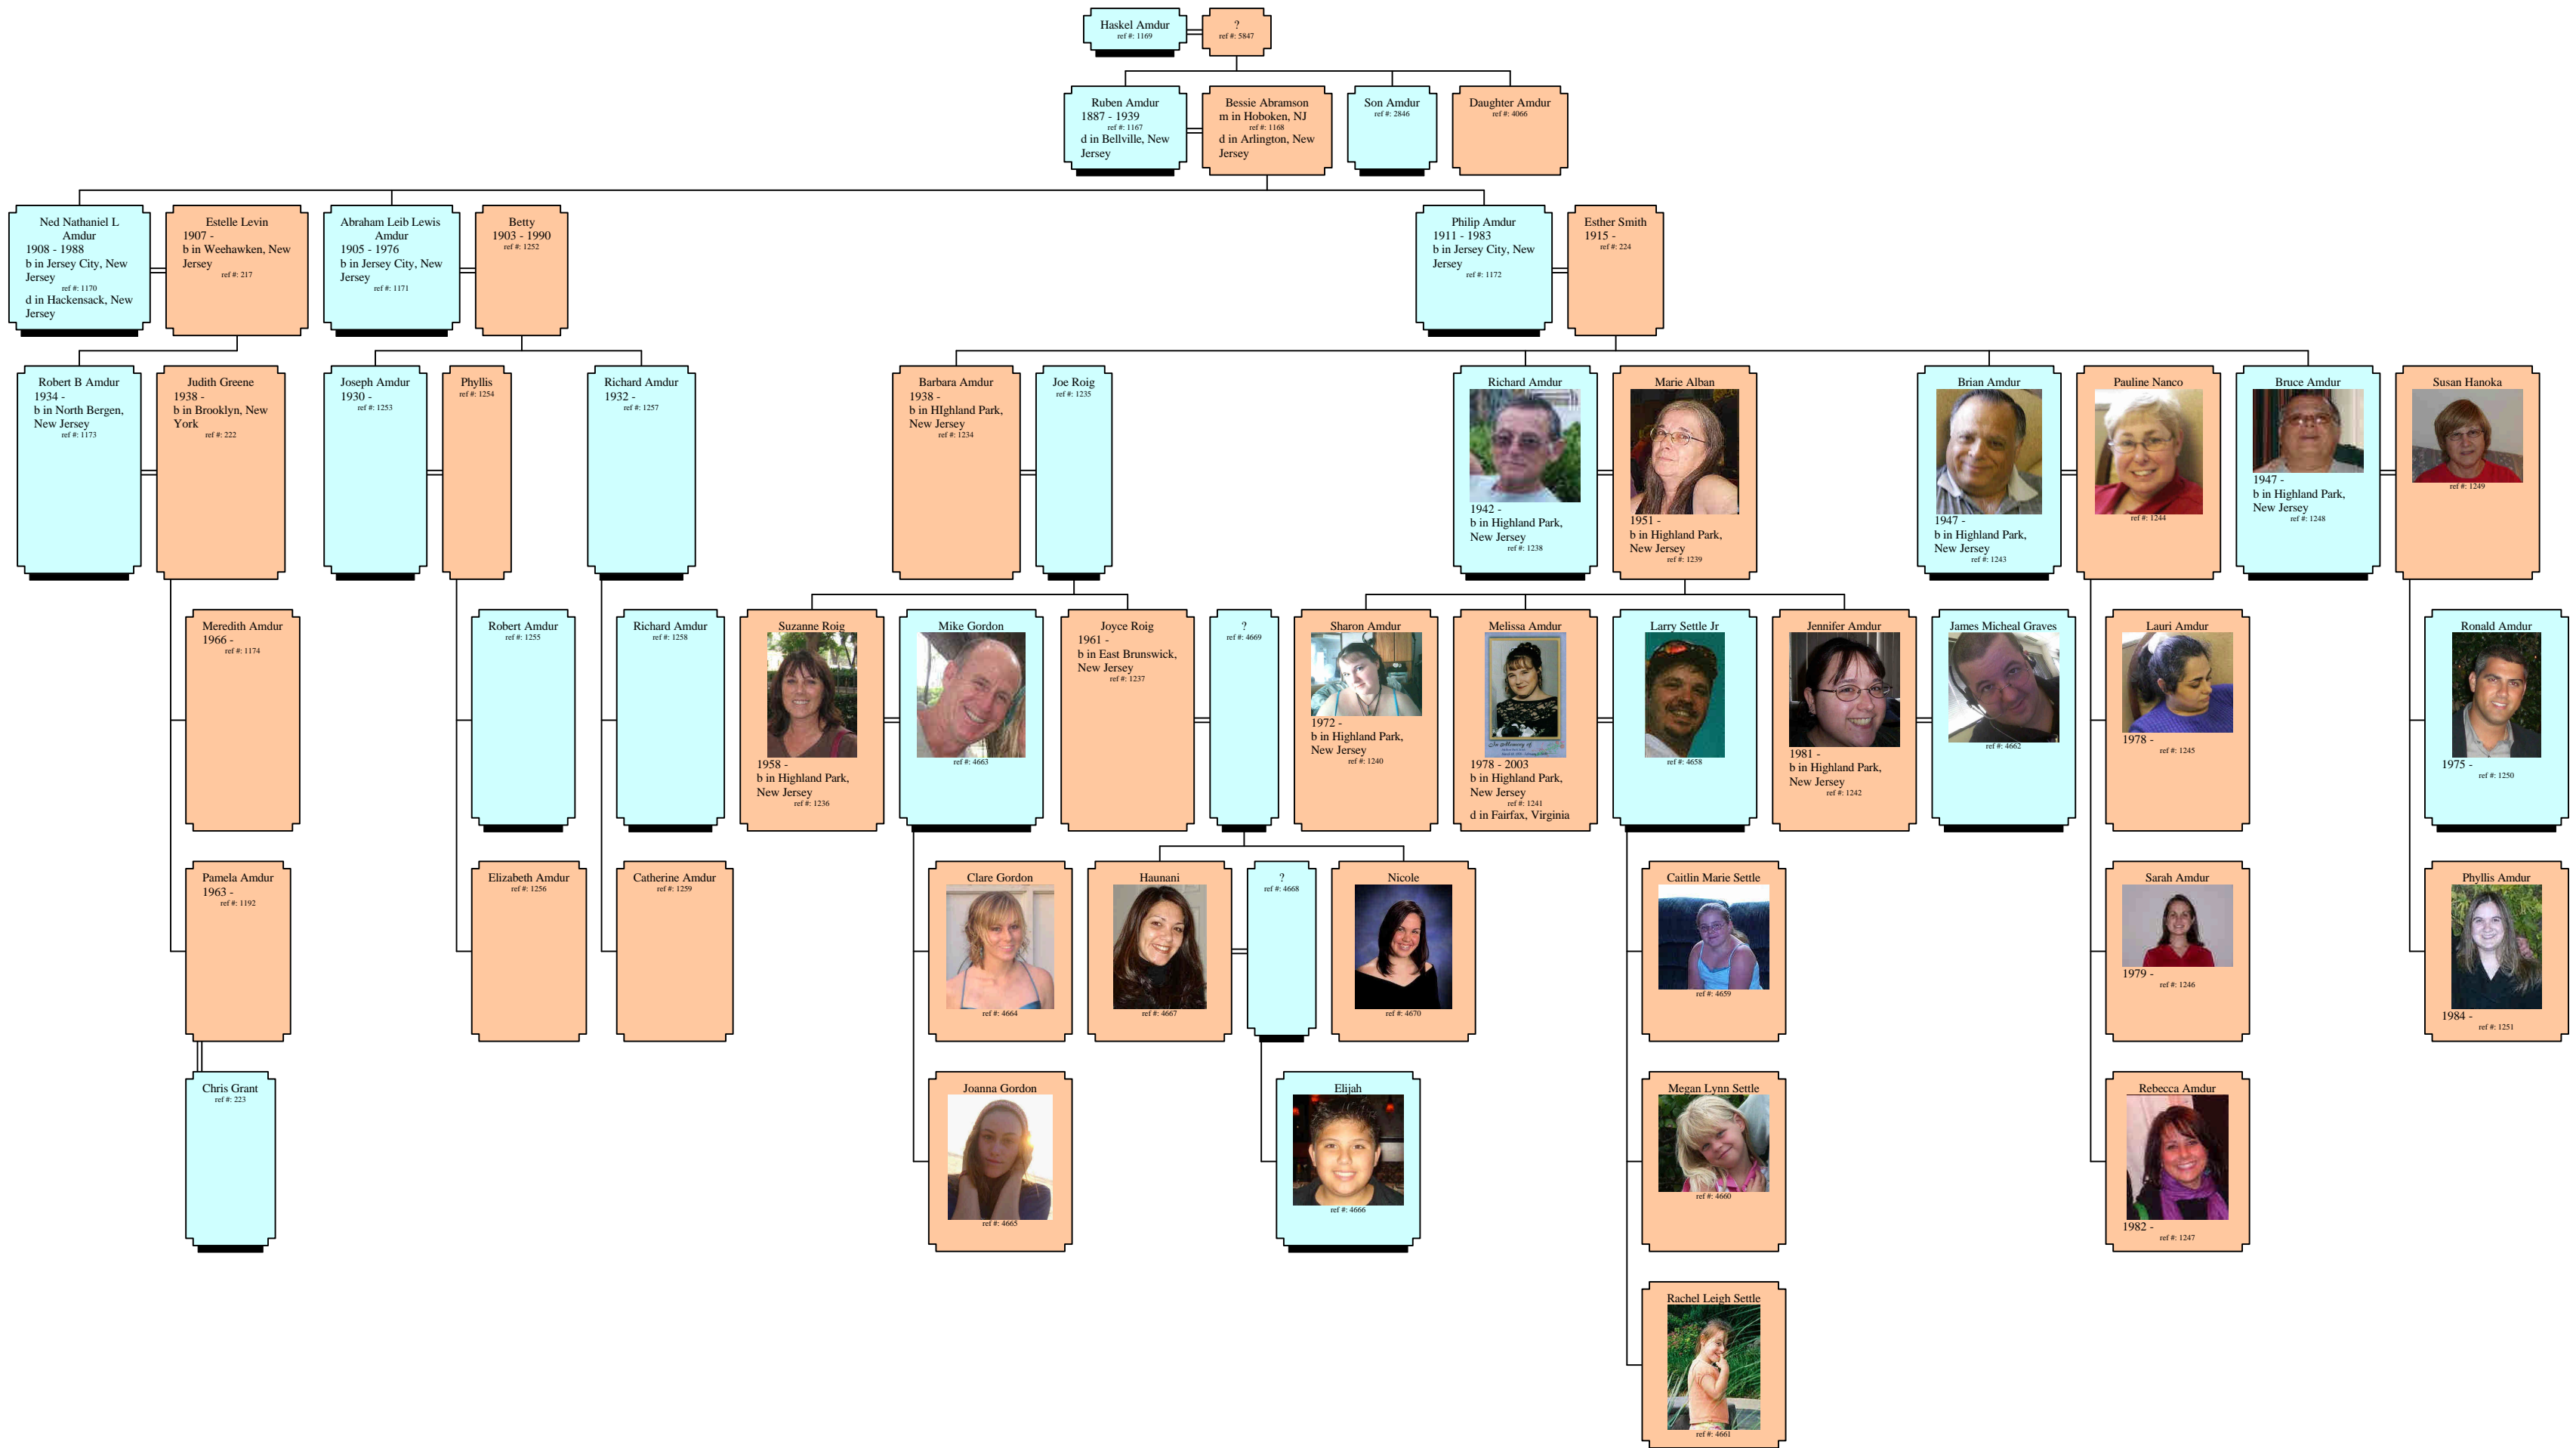 Haskel Amdur
ref #: 1169
?
ref #: 5847
Ruben Amdur
1887 - 1939
ref #: 1167
d in Bellville, New
Jersey
Bessie Abramson
m in Hoboken, NJ
ref #: 1168
d in Arlington, New
Jersey
Son Amdur
ref #: 2846
Daughter Amdur
ref #: 4066
Ned Nathaniel L
Amdur
1908 - 1988
b in Jersey City, New
Jersey
ref #: 1170
d in Hackensack, New
Jersey
Estelle Levin
1907 -
b in Weehawken, New
Jersey
ref #: 217
Abraham Leib Lewis
Amdur
1905 - 1976
b in Jersey City, New
Jersey
ref #: 1171
Betty
1903 - 1990
ref #: 1252
Philip Amdur
1911 - 1983
b in Jersey City, New
Jersey
ref #: 1172
Esther Smith
1915 -
ref #: 224
Robert B Amdur
1934 -
b in North Bergen,
New Jersey
ref #: 1173
Judith Greene
1938 -
b in Brooklyn, New
York
ref #: 222
Joseph Amdur
1930 -
ref #: 1253
Phyllis
ref #: 1254
Richard Amdur
1932 -
ref #: 1257
Barbara Amdur
1938 -
b in HIghland Park,
New Jersey
ref #: 1234
Joe Roig
ref #: 1235
Richard Amdur
1942 -
b in Highland Park,
New Jersey
ref #: 1238
Marie Alban
1951 -
b in Highland Park,
New Jersey
ref #: 1239
Brian Amdur
1947 -
b in Highland Park,
New Jersey
ref #: 1243
Pauline Nanco
ref #: 1244
Bruce Amdur
1947 -
b in Highland Park,
New Jersey
ref #: 1248
Susan Hanoka
ref #: 1249
Meredith Amdur
1966 -
ref #: 1174
Robert Amdur
ref #: 1255
Richard Amdur
ref #: 1258
Suzanne Roig
1958 -
b in Highland Park,
New Jersey
ref #: 1236
Mike Gordon
ref #: 4663
Joyce Roig
1961 -
b in East Brunswick,
New Jersey
ref #: 1237
?
ref #: 4669
Sharon Amdur
1972 -
b in Highland Park,
New Jersey
ref #: 1240
Melissa Amdur
In Memory of
1978 - 2003
b in Highland Park,
New Jersey
ref #: 1241
d in Fairfax, Virginia
Larry Settle Jr
ref #: 4658
Jennifer Amdur
1981 -
b in Highland Park,
New Jersey
ref #: 1242
James Micheal Graves
ref #: 4662
Lauri Amdur
1978 -
ref #: 1245
Ronald Amdur
1975 -
ref #: 1250
Pamela Amdur
1963 -
ref #: 1192
Elizabeth Amdur
ref #: 1256
Catherine Amdur
ref #: 1259
Clare Gordon
ref #: 4664
Haunani
ref #: 4667
?
ref #: 4668
Nicole
ref #: 4670
Caitlin Marie Settle
ref #: 4659
Sarah Amdur
1979 -
ref #: 1246
Phyllis Amdur
1984 -
ref #: 1251
Chris Grant
ref #: 223
Joanna Gordon
ref #: 4665
Elijah
ref #: 4666
Megan Lynn Settle
ref #: 4660
Rebecca Amdur
1982 -
ref #: 1247
Rachel Leigh Settle
ref #: 4661